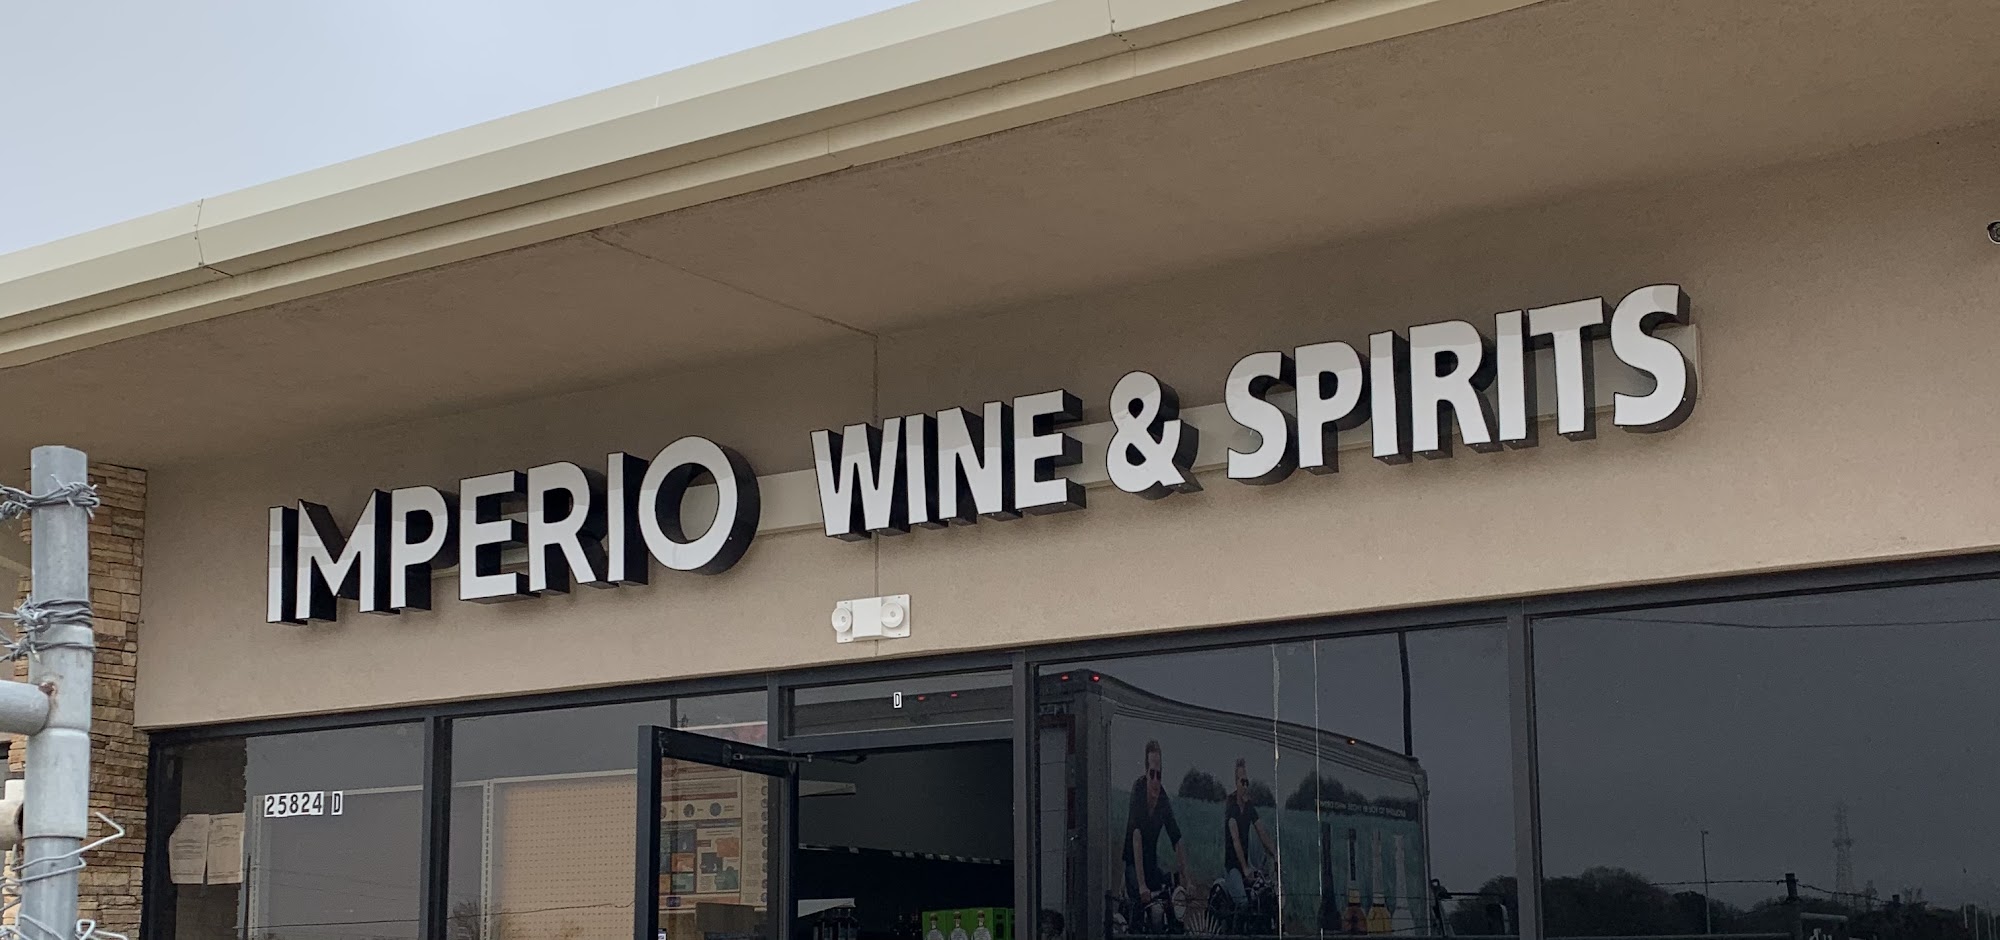 IMPERIO WINE & SPIRITS
D
25824 D